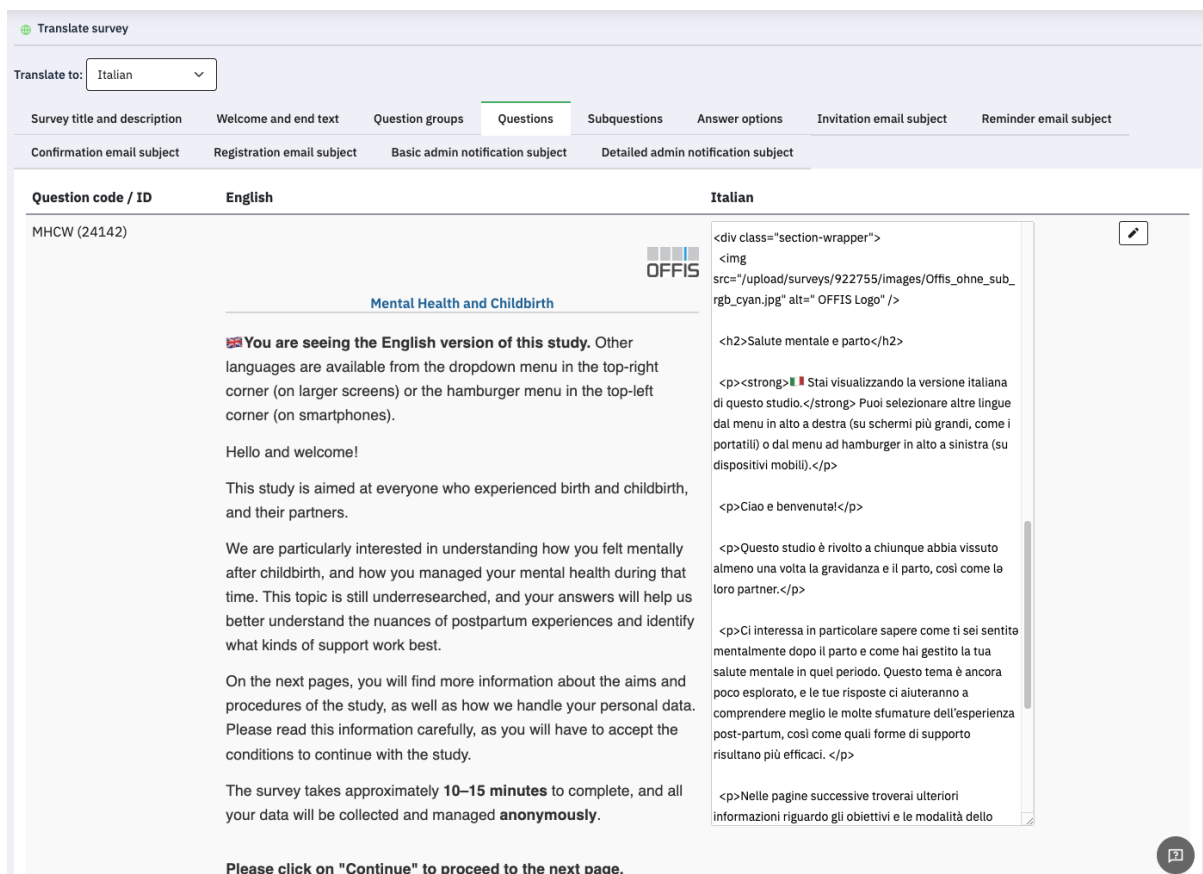 Translate survey
Translate to: Italian
Survey title and description Welcome and end text Question groups Questions Subquestions Answer options Invitation email subject Reminder email subject
Confirmation email subject Registration email subject Basic admin notification subject Detailed admin notification subject
Question code / ID English Italian
MHCW (24142)
OFFIS
Mental Health and Childbirth
🇬🇧You are seeing the English version of this study. Other
languages are available from the dropdown menu in the top-right
corner (on larger screens) or the hamburger menu in the top-left
corner (on smartphones).
Hello and welcome!
This study is aimed at everyone who experienced birth and childbirth,
and their partners.
We are particularly interested in understanding how you felt mentally
after childbirth, and how you managed your mental health during that
time. This topic is still underresearched, and your answers will help us
better understand the nuances of postpartum experiences and identify
what kinds of support work best.
On the next pages, you will find more information about the aims and
procedures of the study, as well as how we handle your personal data.
Please read this information carefully, as you will have to accept the
conditions to continue with the study.
The survey takes approximately 10–15 minutes to complete, and all
your data will be collected and managed anonymously.
Please click on "Continue" to proceed to the next page.
<div class="section-wrapper">
<img
src="/upload/surveys/922755/images/Offis_ohne_sub_
rgb_cyan.jpg" alt=" OFFIS Logo" />
<h2>Salute mentale e parto</h2>
<p><strong>🇮🇹 Stai visualizzando la versione italiana
di questo studio.</strong> Puoi selezionare altre lingue
dal menu in alto a destra (su schermi più grandi, come i
portatili) o dal menu ad hamburger in alto a sinistra (su
dispositivi mobili).</p>
<p>Ciao e benvenutə!</p>
<p>Questo studio è rivolto a chiunque abbia vissuto
almeno una volta la gravidanza e il parto, così come lə
loro partner.</p>
<p>Ci interessa in particolare sapere come ti sei sentitə
mentalmente dopo il parto e come hai gestito la tua
salute mentale in quel periodo. Questo tema è ancora
poco esplorato, e le tue risposte ci aiuteranno a
comprendere meglio le molte sfumature dell’esperienza
post-partum, così come quali forme di supporto
risultano più efficaci. </p>
<p>Nelle pagine successive troverai ulteriori
informazioni riguardo gli obiettivi e le modalità dello